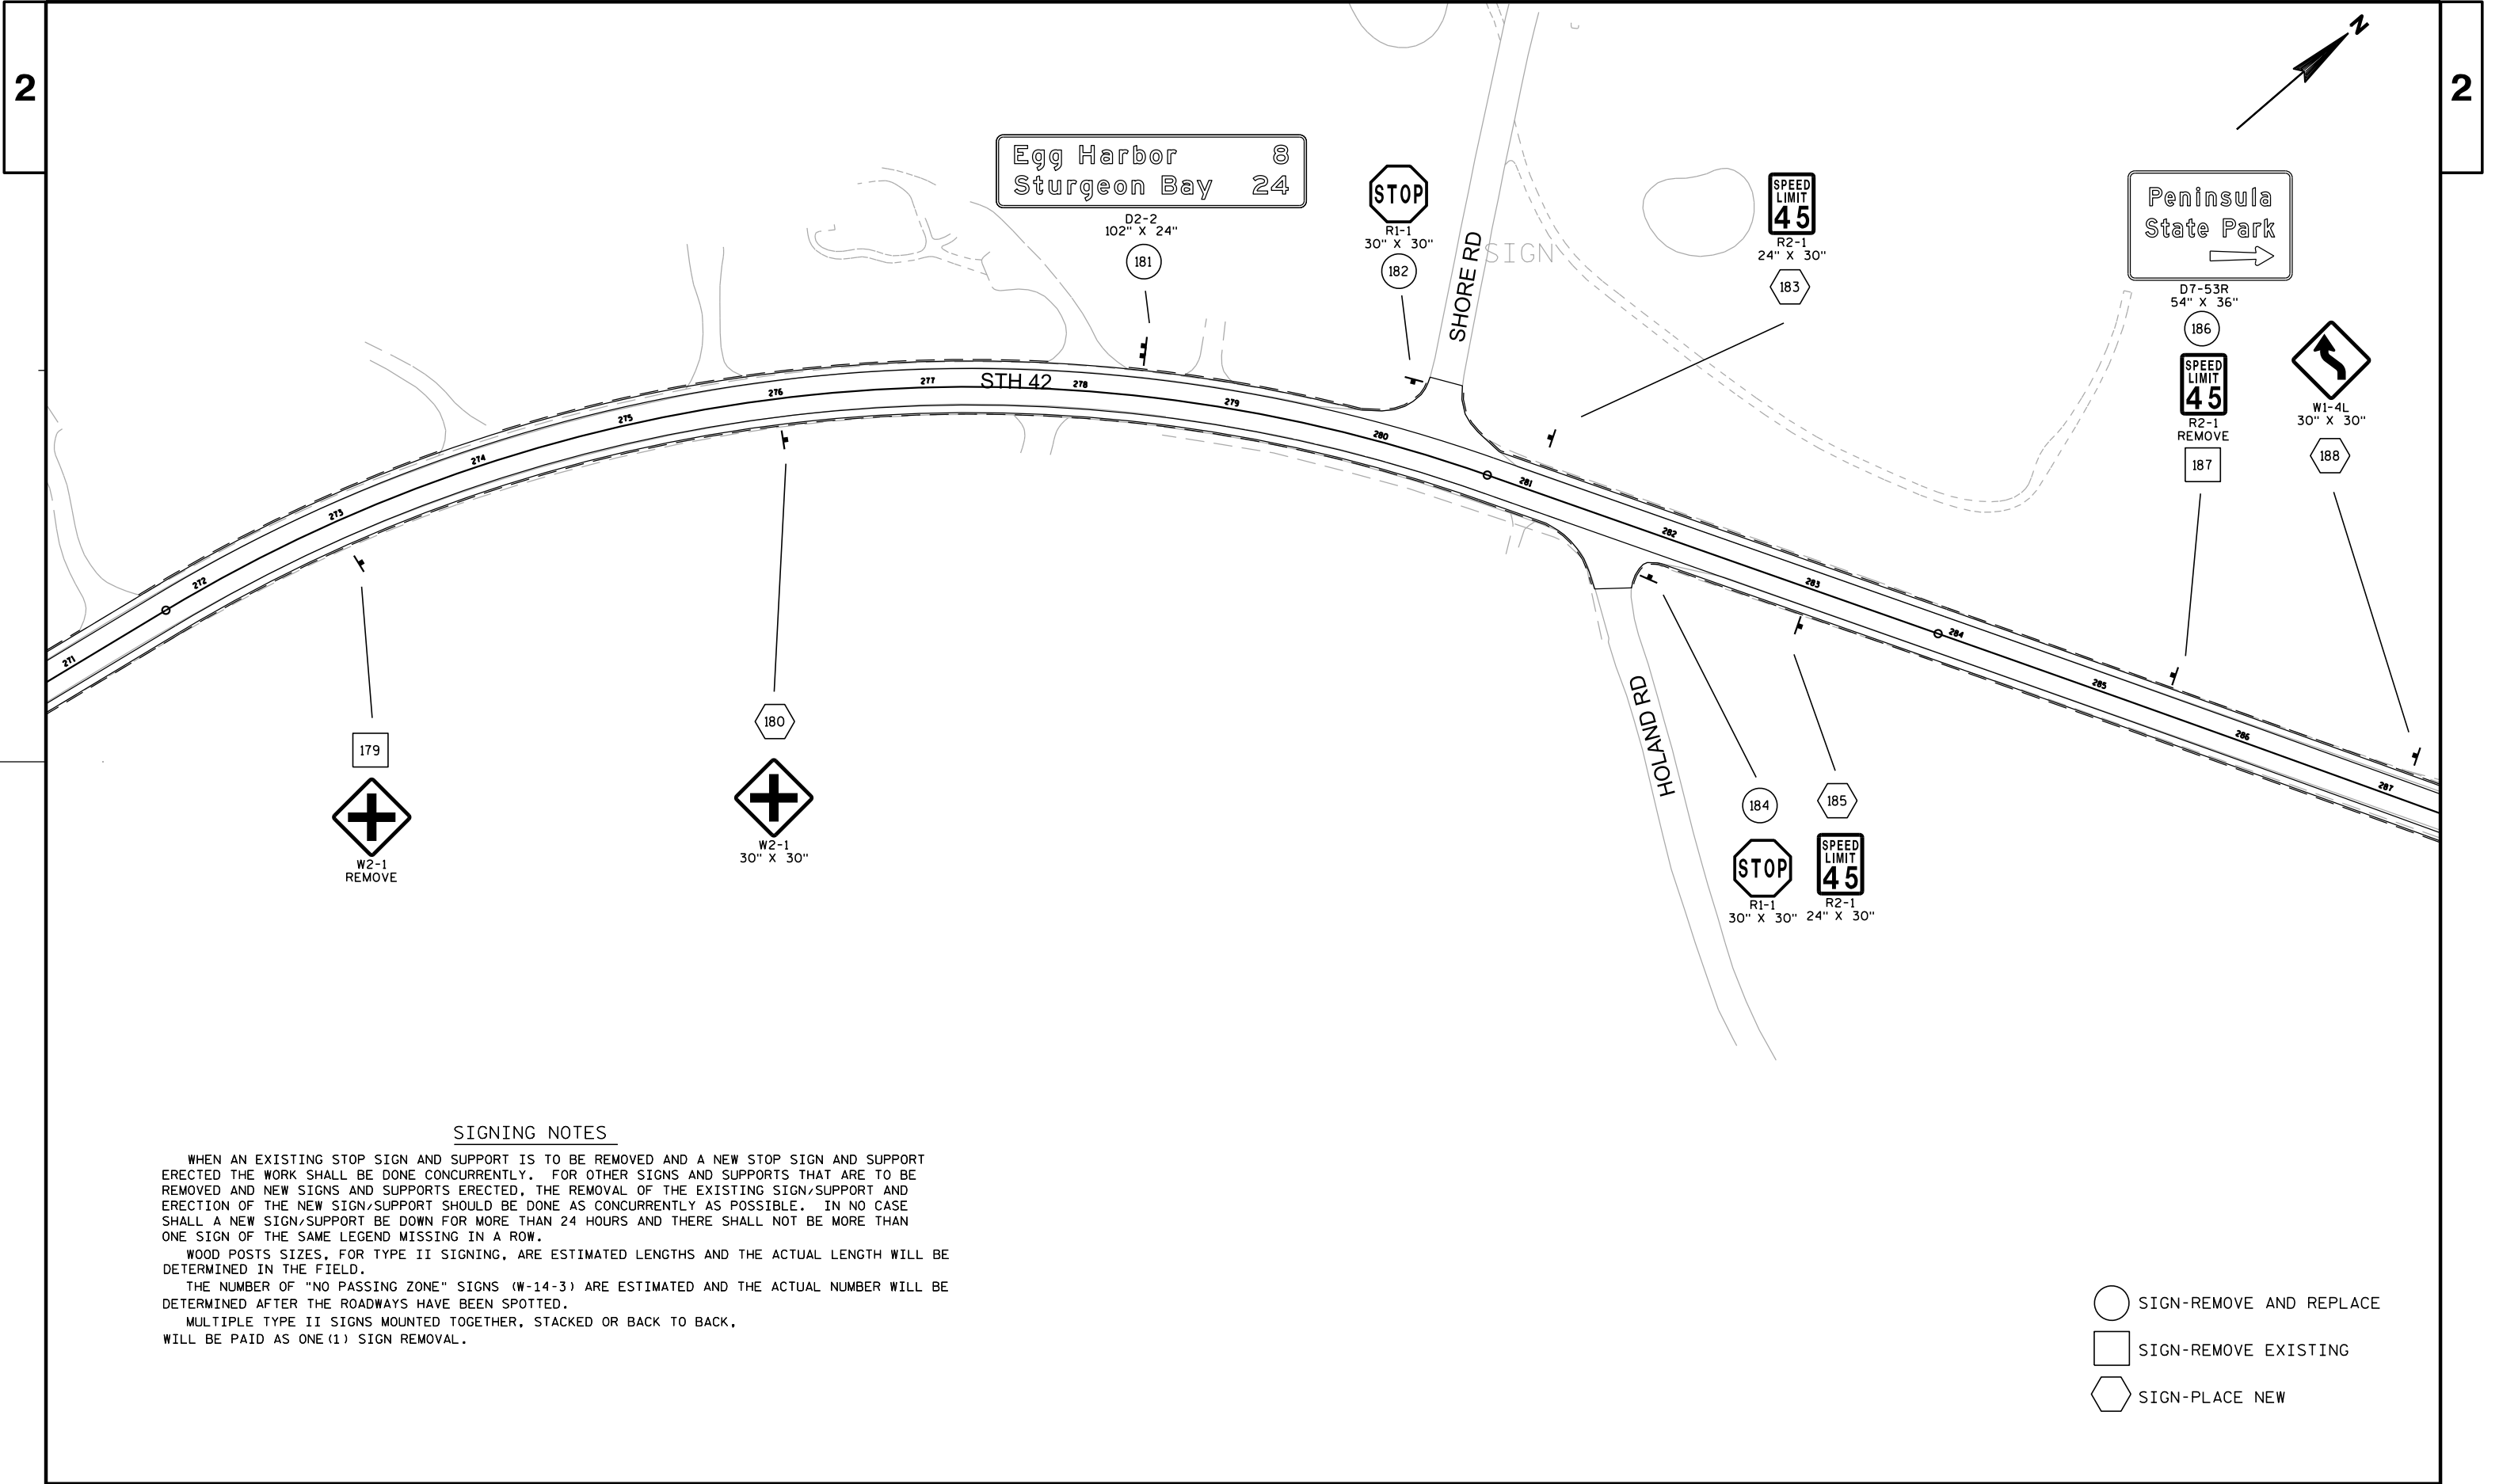 2
2
N
Egg Harbor 8
Sturgeon Bay 24
D2-2
102" X 24"
181
STOP
R1-1
30" X 30"
182
SHORE RD
SIGN
SPEED
LIMIT
45
R2-1
24" X 30"
183
Peninsula
State Park
D7-53R
54" X 36"
186
SPEED
LIMIT
45
R2-1
REMOVE
187
W1-4L
30" X 30"
188
STH 42
271
272
273
274
275
276
277
278
279
280
281
282
283
284
285
286
287
179
W2-1
REMOVE
180
W2-1
30" X 30"
HOLAND RD
184
STOP
R1-1
30" X 30"
185
SPEED
LIMIT
45
R2-1
24" X 30"
SIGNING NOTES
WHEN AN EXISTING STOP SIGN AND SUPPORT IS TO BE REMOVED AND A NEW STOP SIGN AND SUPPORT
ERECTED THE WORK SHALL BE DONE CONCURRENTLY. FOR OTHER SIGNS AND SUPPORTS THAT ARE TO BE
REMOVED AND NEW SIGNS AND SUPPORTS ERECTED, THE REMOVAL OF THE EXISTING SIGN/SUPPORT AND
ERECTION OF THE NEW SIGN/SUPPORT SHOULD BE DONE AS CONCURRENTLY AS POSSIBLE. IN NO CASE
SHALL A NEW SIGN/SUPPORT BE DOWN FOR MORE THAN 24 HOURS AND THERE SHALL NOT BE MORE THAN
ONE SIGN OF THE SAME LEGEND MISSING IN A ROW.
WOOD POSTS SIZES, FOR TYPE II SIGNING, ARE ESTIMATED LENGTHS AND THE ACTUAL LENGTH WILL BE
DETERMINED IN THE FIELD.
THE NUMBER OF "NO PASSING ZONE" SIGNS (W-14-3) ARE ESTIMATED AND THE ACTUAL NUMBER WILL BE
DETERMINED AFTER THE ROADWAYS HAVE BEEN SPOTTED.
MULTIPLE TYPE II SIGNS MOUNTED TOGETHER, STACKED OR BACK TO BACK,
WILL BE PAID AS ONE(1) SIGN REMOVAL.
SIGN-REMOVE AND REPLACE
SIGN-REMOVE EXISTING
SIGN-PLACE NEW